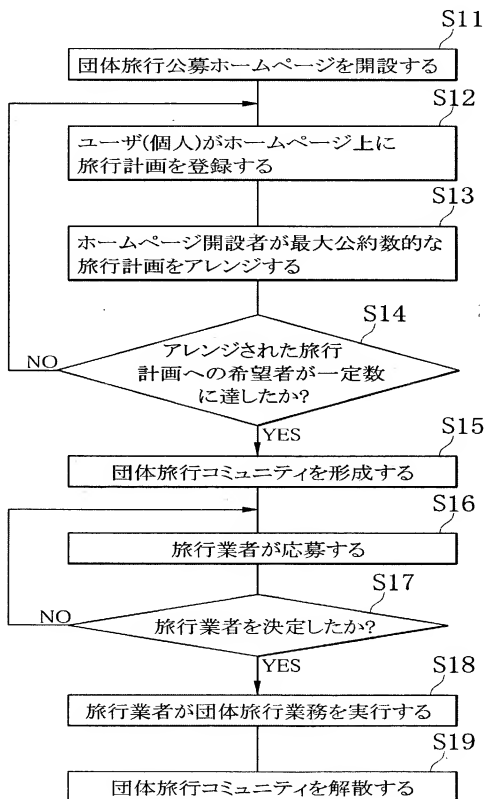 S11
団体旅行公募ホームページを開設する
S12
ユーザ(個人)がホームページ上に
旅行計画を登録する
S13
ホームページ開設者が最大公約数的な
旅行計画をアレンジする
S14
アレンジされた旅行
計画への希望者が一定数
に達したか?
NO
YES
S15
団体旅行コミュニティを形成する
S16
旅行業者が応募する
S17
旅行業者を決定したか?
NO
YES
S18
旅行業者が団体旅行業務を実行する
S19
団体旅行コミュニティを解散する